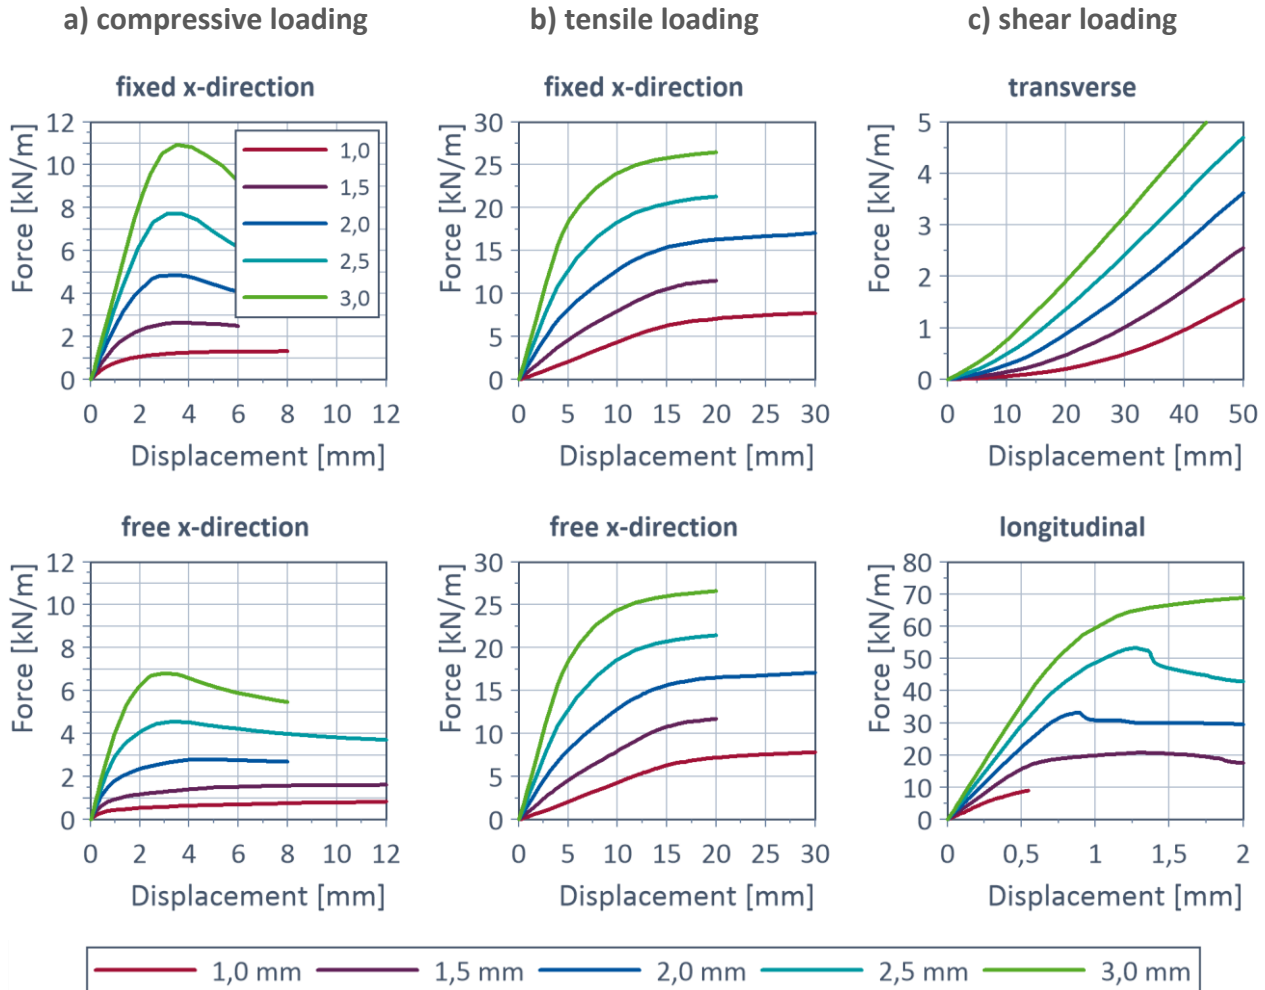 a) compressive loading
b) tensile loading
c) shear loading
fixed x-direction
Force [kN/m]
12
10
8
6
4
2
0
0 2 4 6 8 10 12
Displacement [mm]
1,0
1,5
2,0
2,5
3,0
fixed x-direction
Force [kN/m]
30
25
20
15
10
5
0
0 5 10 15 20 25 30
Displacement [mm]
transverse
Force [kN/m]
5
4
3
2
1
0
0 10 20 30 40 50
Displacement [mm]
free x-direction
Force [kN/m]
12
10
8
6
4
2
0
0 2 4 6 8 10 12
Displacement [mm]
free x-direction
Force [kN/m]
30
25
20
15
10
5
0
0 5 10 15 20 25 30
Displacement [mm]
longitudinal
Force [kN/m]
80
70
60
50
40
30
20
10
0
0 0,5 1 1,5 2
Displacement [mm]
1,0 mm 1,5 mm 2,0 mm 2,5 mm 3,0 mm